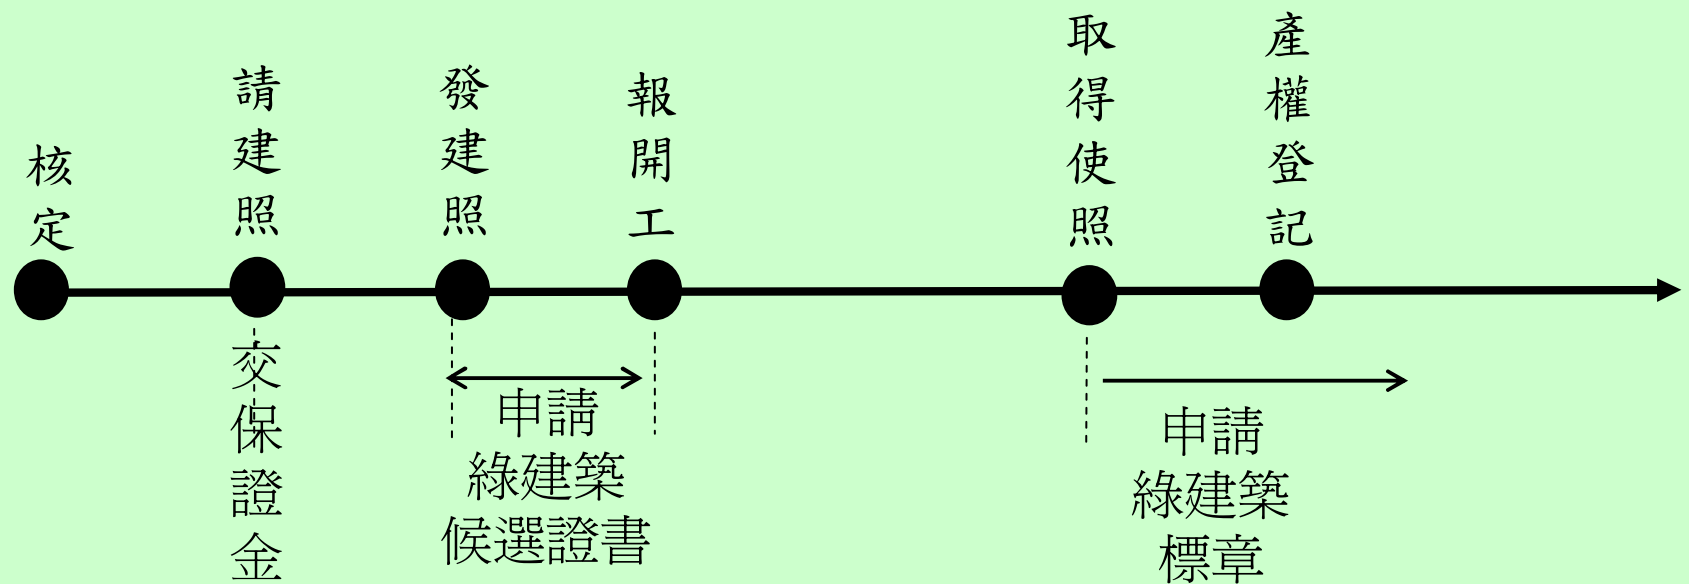 核定
請建照
發建照
報開工
取得使照
產權登記
交保證金
申請
綠建築
候選證書
申請
綠建築
標章